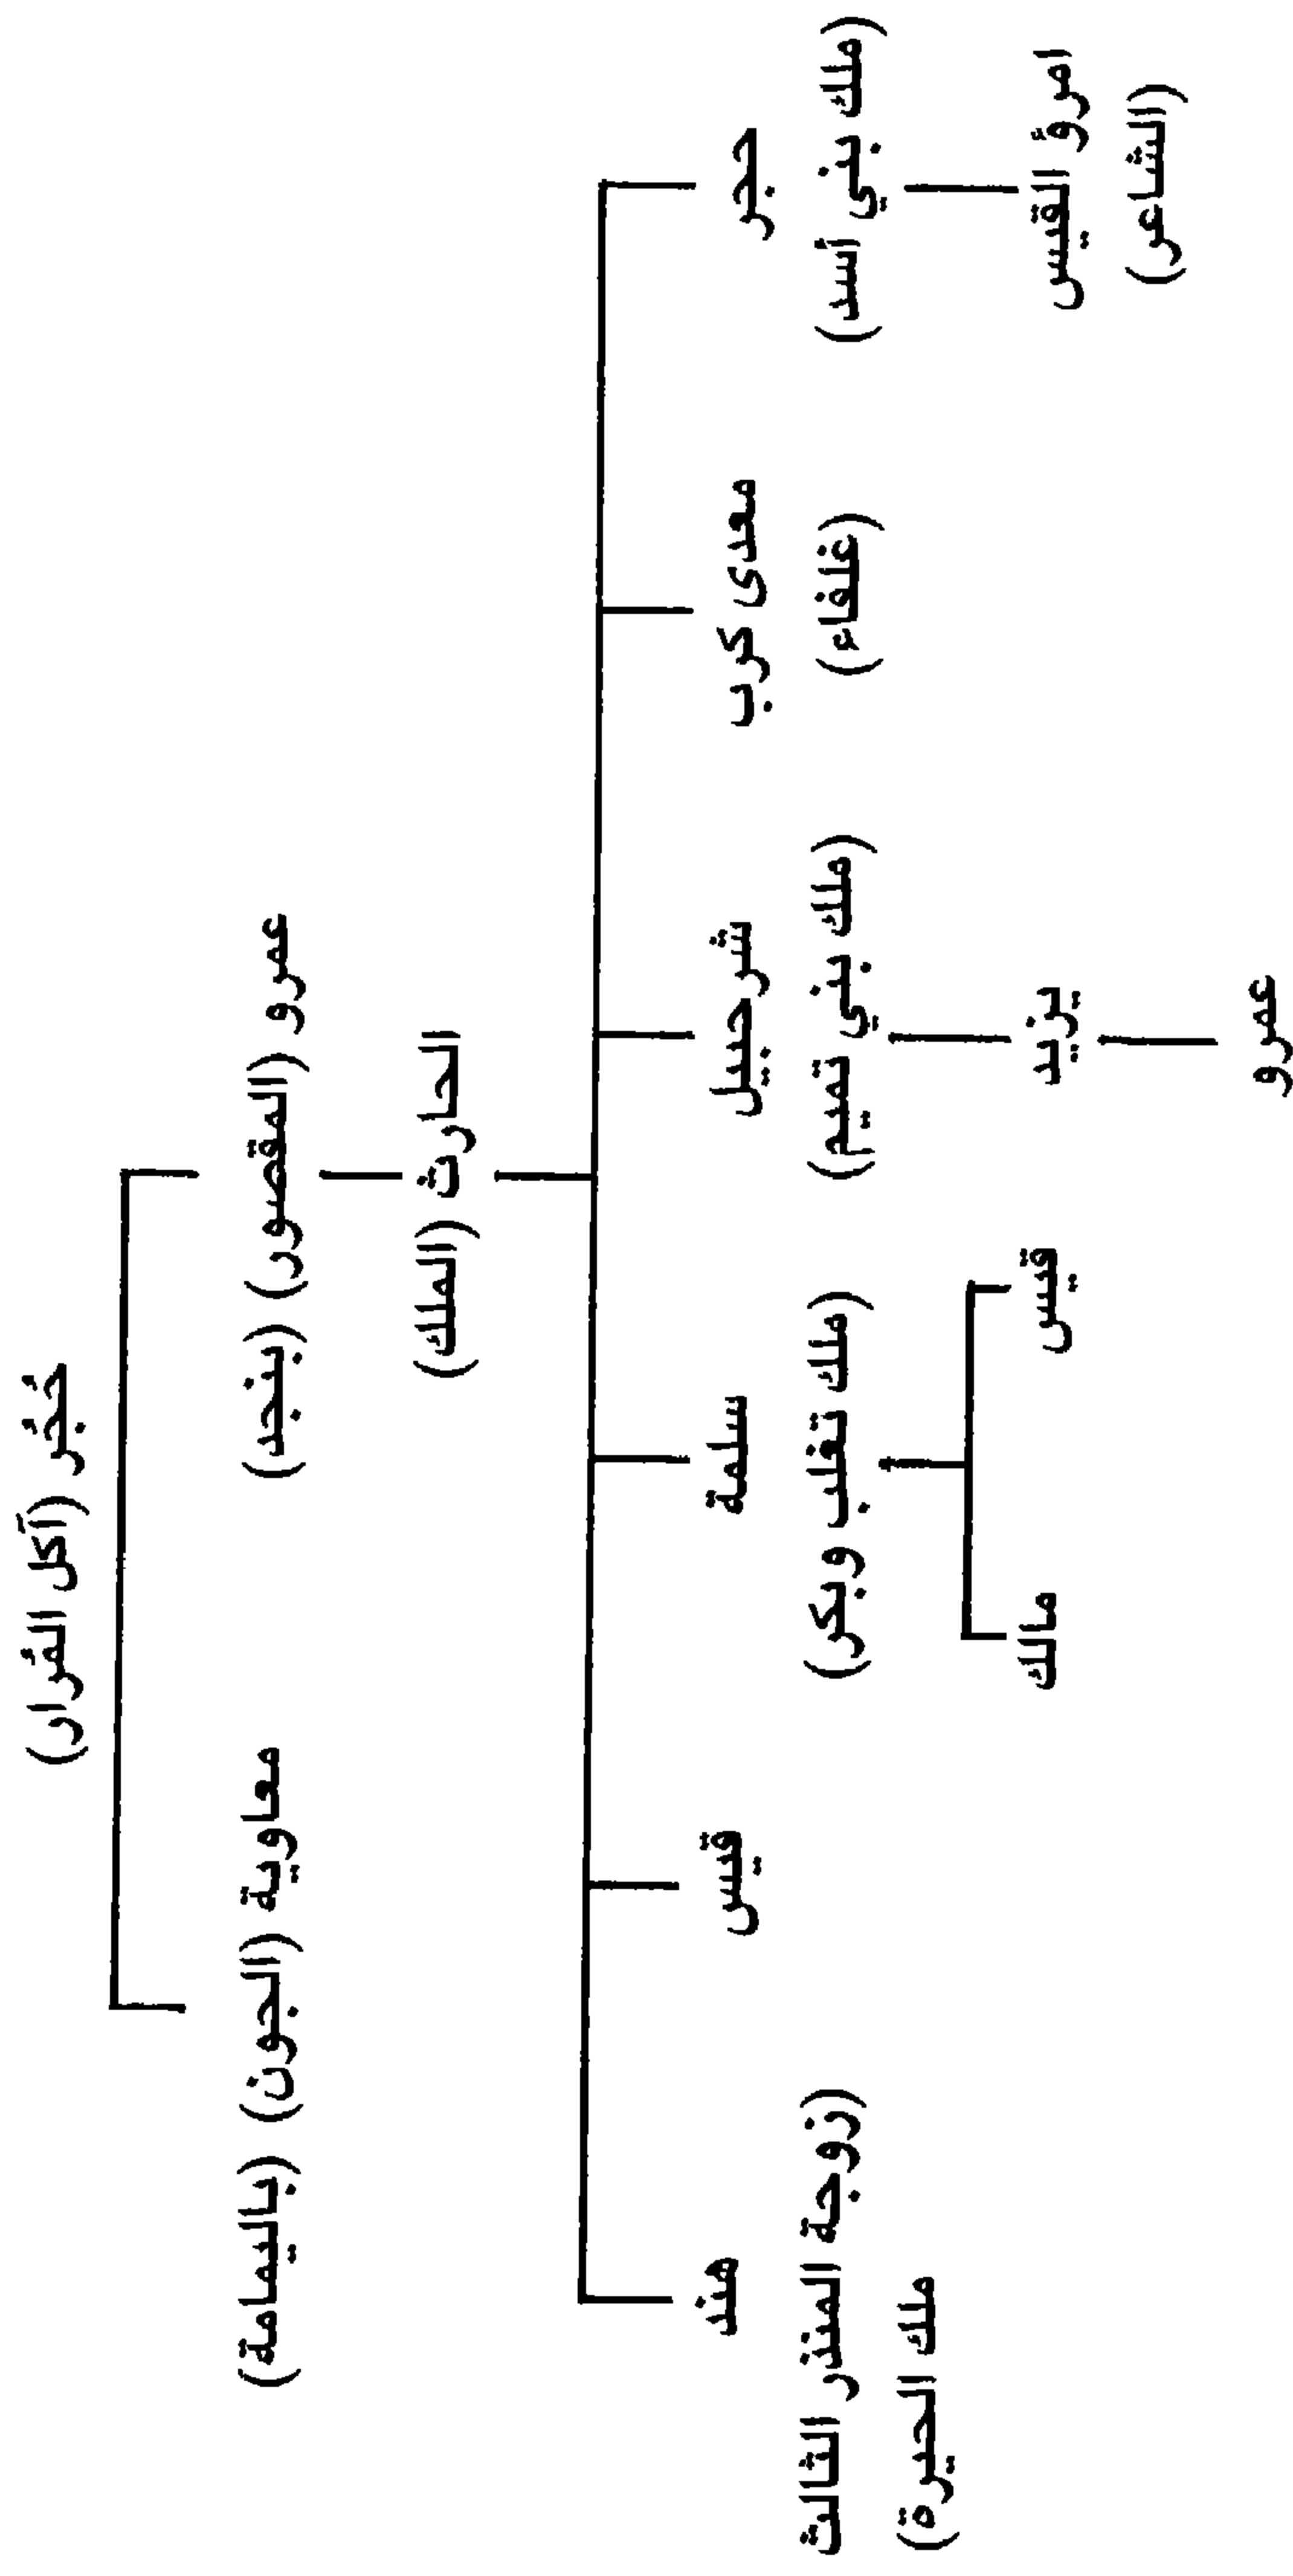 حُجْر (آكل المُرار)
عمرو (المقصور) (بنجد)
معاوية (الجون) (باليمامة)
الحارث (الملك)
حجر
معدى كرب
شرحبيل
سلمة
قيس
هند
(ملك بني أسد)
(غلفاء)
(ملك بني تميم)
(ملك تغلب وبكر)
(زوجة المنذر الثالث
ملك الحيرة)
امرؤ القيس
(الشاعر)
يزيد
قيس
مالك
عمرو